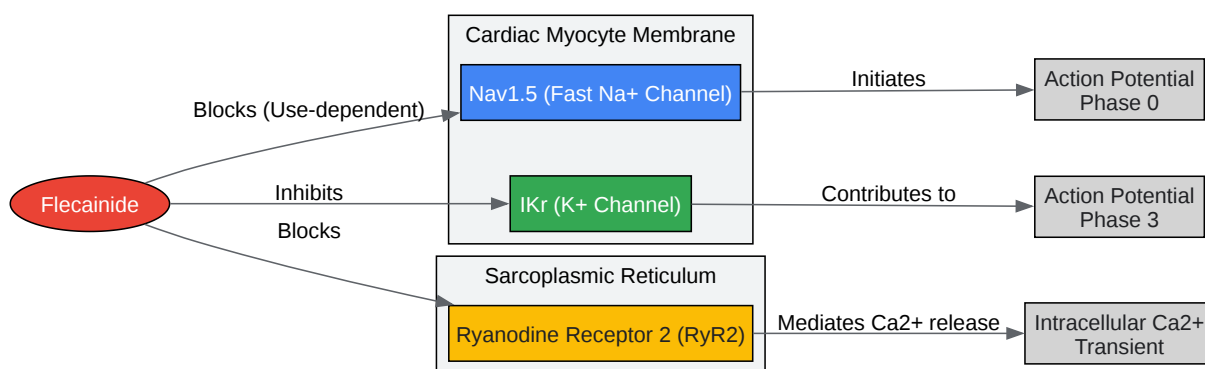 Cardiac Myocyte Membrane
Nav1.5 (Fast Na+ Channel)
Initiates
Action Potential
Phase 0
Blocks (Use-dependent)
Flecainide
Inhibits
IKr (K+ Channel)
Contributes to
Action Potential
Phase 3
Blocks
Sarcoplasmic Reticulum
Ryanodine Receptor 2 (RyR2)
Mediates Ca2+ release
Intracellular Ca2+
Transient